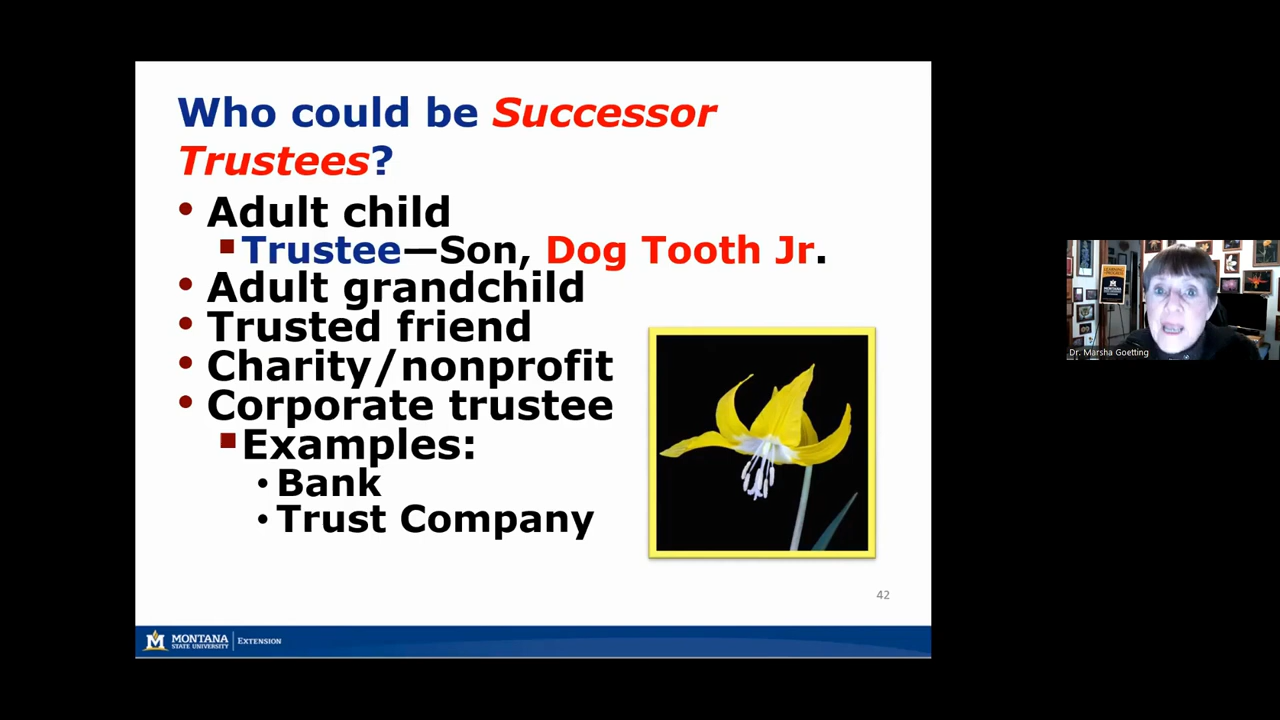 Who could be Successor
Trustees?
• Adult child
▪ Trustee—Son, Dog Tooth Jr.
• Adult grandchild
• Trusted friend
• Charity/nonprofit
• Corporate trustee
▪ Examples:
• Bank
• Trust Company
42
MONTANA
STATE UNIVERSITY
EXTENSION
Dr. Marsha Goetting